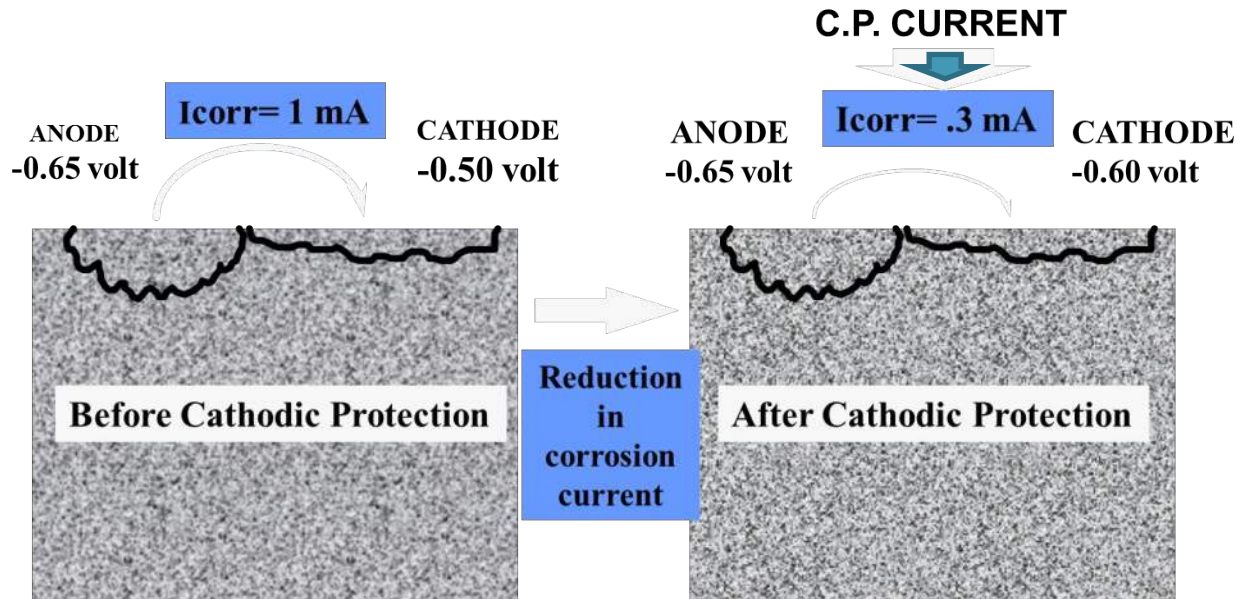 C.P. CURRENT
Icorr= 1 mA
ANODE
-0.65 volt
CATHODE
-0.50 volt
Icorr= .3 mA
ANODE
-0.65 volt
CATHODE
-0.60 volt
Before Cathodic Protection
Reduction
in
corrosion
current
After Cathodic Protection